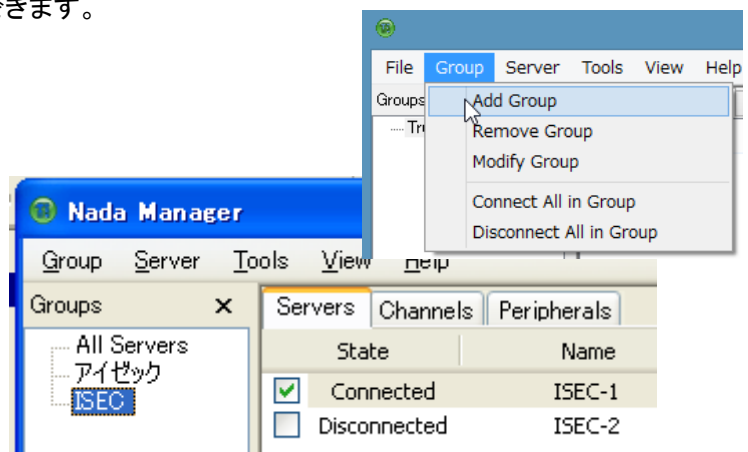 きます。
File Group Server Tools View Help
Groups
Add Group
Remove Group
Modify Group
Connect All in Group
Disconnect All in Group
Nada Manager
Group Server Tools View Help
Groups
All Servers
アイゼック
ISEC
Servers Channels Peripherals
State Name
Connected ISEC-1
Disconnected ISEC-2